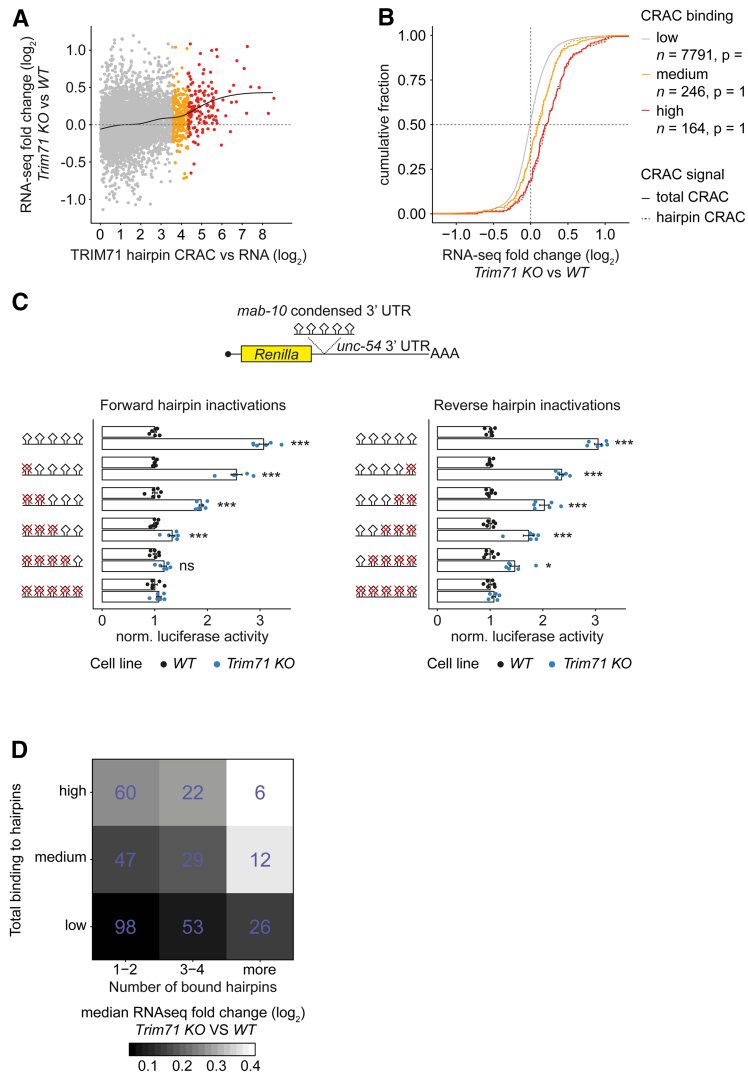 A
RNA-seq fold change (log2)
Trim71 KO vs WT
1.0
0.5
0.0
−0.5
−1.0
0 1 2 3 4 5 6 7 8
TRIM71 hairpin CRAC vs RNA (log2)
B
cumulative fraction
1.00
0.75
0.50
0.25
0.00
−1.0 −0.5 0.0 0.5 1.0
RNA-seq fold change (log2)
Trim71 KO vs WT
CRAC binding
low
n = 7791, p =
medium
n = 246, p = 1
high
n = 164, p = 1
CRAC signal
total CRAC
hairpin CRAC
C
mab-10 condensed 3' UTR
Renilla
unc-54 3' UTR
AAA
Forward hairpin inactivations
***
***
***
***
ns
0 1 2 3
norm. luciferase activity
Cell line WT Trim71 KO
Reverse hairpin inactivations
***
***
***
***
*
0 1 2 3
norm. luciferase activity
Cell line WT Trim71 KO
D
Total binding to hairpins
high 60 22 6
medium 47 29 12
low 98 53 26
1−2 3−4 more
Number of bound hairpins
median RNAseq fold change (log2)
Trim71 KO VS WT
0.1 0.2 0.3 0.4